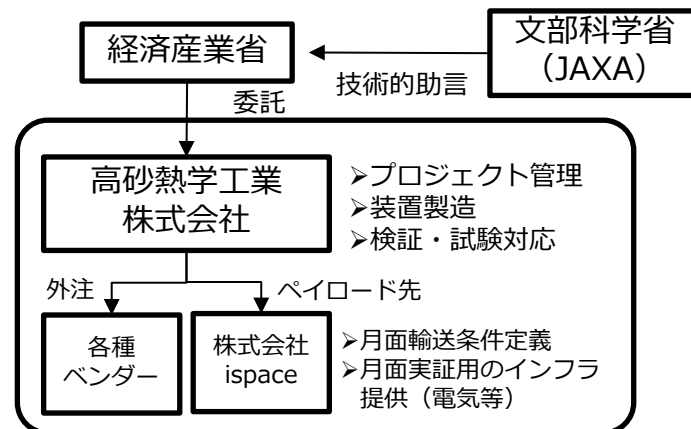 文部科学省
（JAXA）
経済産業省
技術的助言
委託
高砂熱学工業
株式会社
➢プロジェクト管理
➢装置製造
➢検証・試験対応
外注
ペイロード先
各種
ベンダー
株式会社
ispace
➢月面輸送条件定義
➢月面実証用のインフラ
提供（電気等）